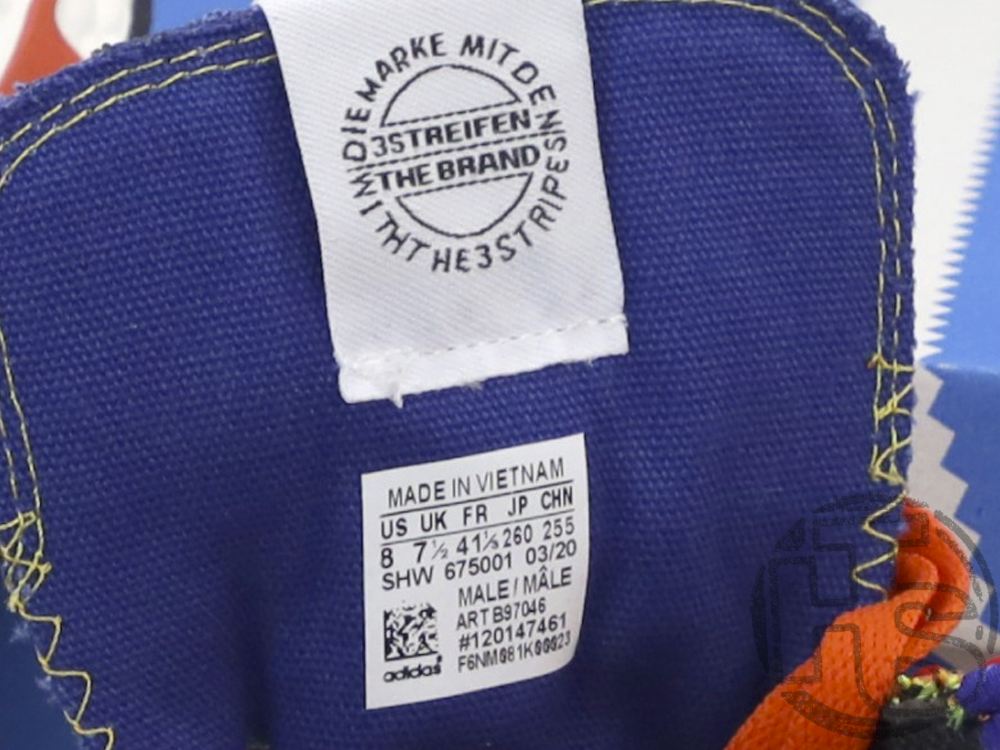 DIE MARKE MIT DEN
3STREIFEN
THE BRAND
WITH THE 3 STRIPES
MADE IN VIETNAM
US UK FR JP CHN
8 7½ 41⅓ 260 255
SHW 675001 03/20
MALE / MÂLE
ART B97046
#120147461
F6NM081K00023
adidas